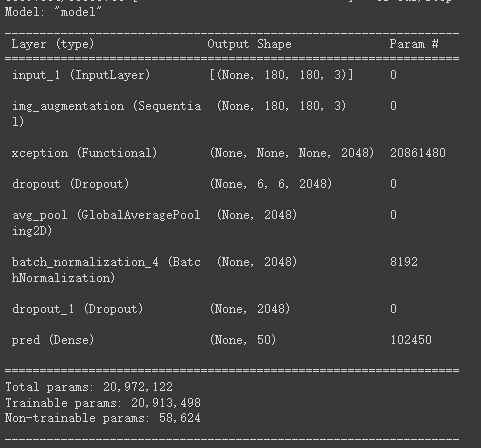 Model: "model"
Layer (type) Output Shape Param #
input_1 (InputLayer) [(None, 180, 180, 3)] 0
img_augmentation (Sequentia (None, 180, 180, 3) 0
l)
xception (Functional) (None, None, None, 2048) 20861480
dropout (Dropout) (None, 6, 6, 2048) 0
avg_pool (GlobalAveragePool (None, 2048) 0
ing2D)
batch_normalization_4 (Batc (None, 2048) 8192
hNormalization)
dropout_1 (Dropout) (None, 2048) 0
pred (Dense) (None, 50) 102450
Total params: 20,972,122
Trainable params: 20,913,498
Non-trainable params: 58,624